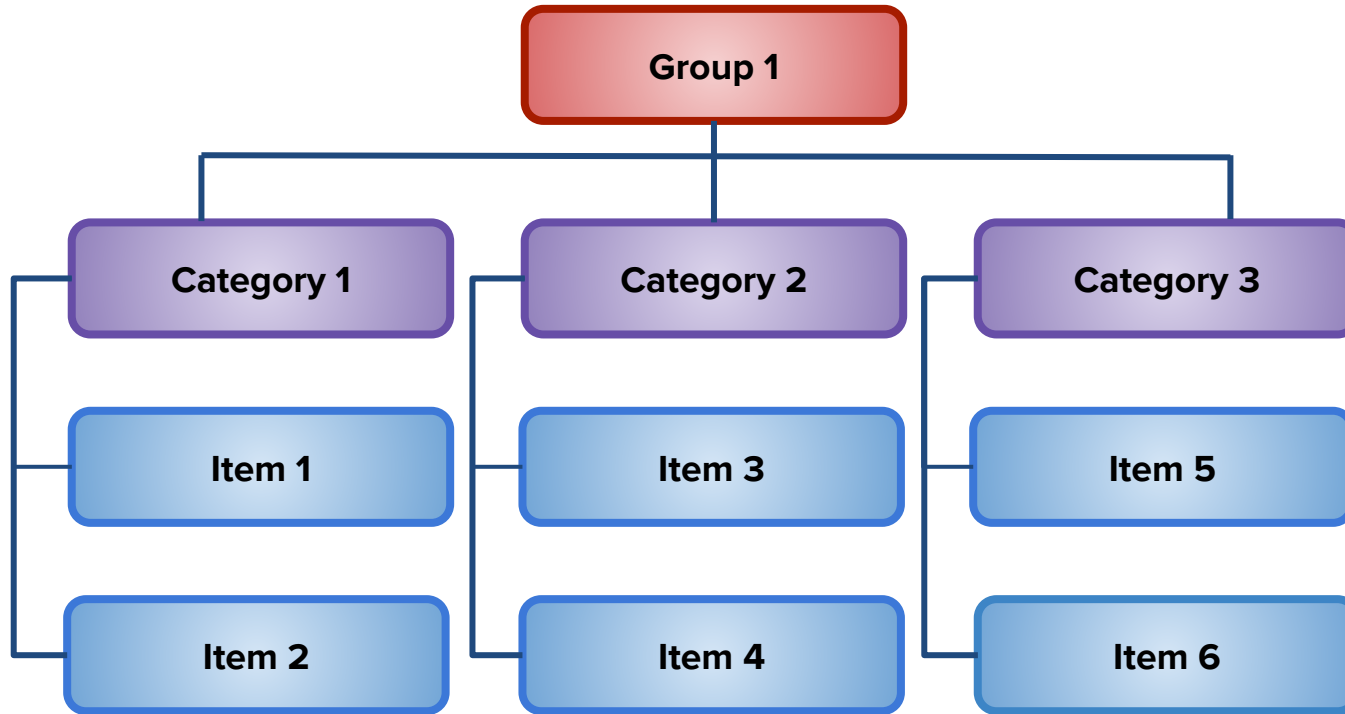 Group 1
Category 1
Category 2
Category 3
Item 1
Item 3
Item 5
Item 2
Item 4
Item 6